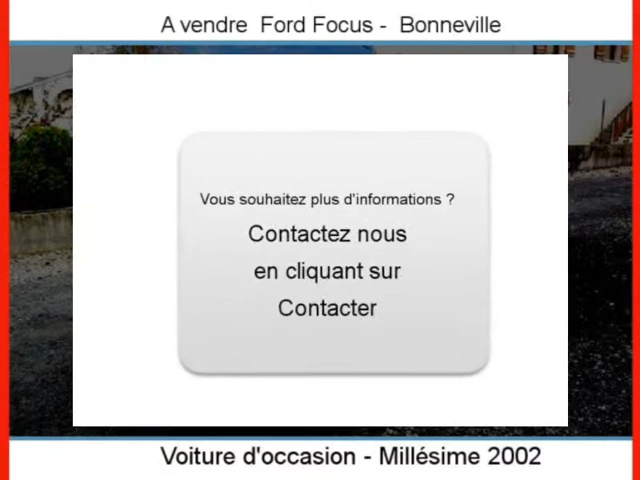 A vendre Ford Focus - Bonneville
Vous souhaitez plus d'informations ?
Contactez nous
en cliquant sur
Contacter
Voiture d'occasion - Millésime 2002